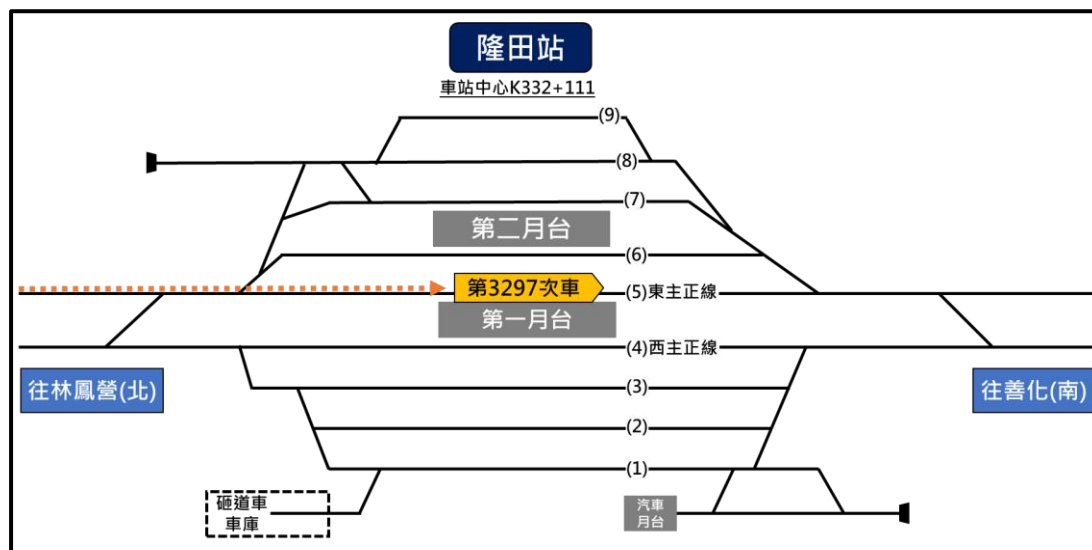 隆田站
車站中心K332+111
(9)
(8)
(7)
第二月台
(6)
第3297次車
(5)東主正線
第一月台
(4)西主正線
往林鳳營(北)
往善化(南)
(3)
(2)
(1)
砸道車
車庫
汽車
月台